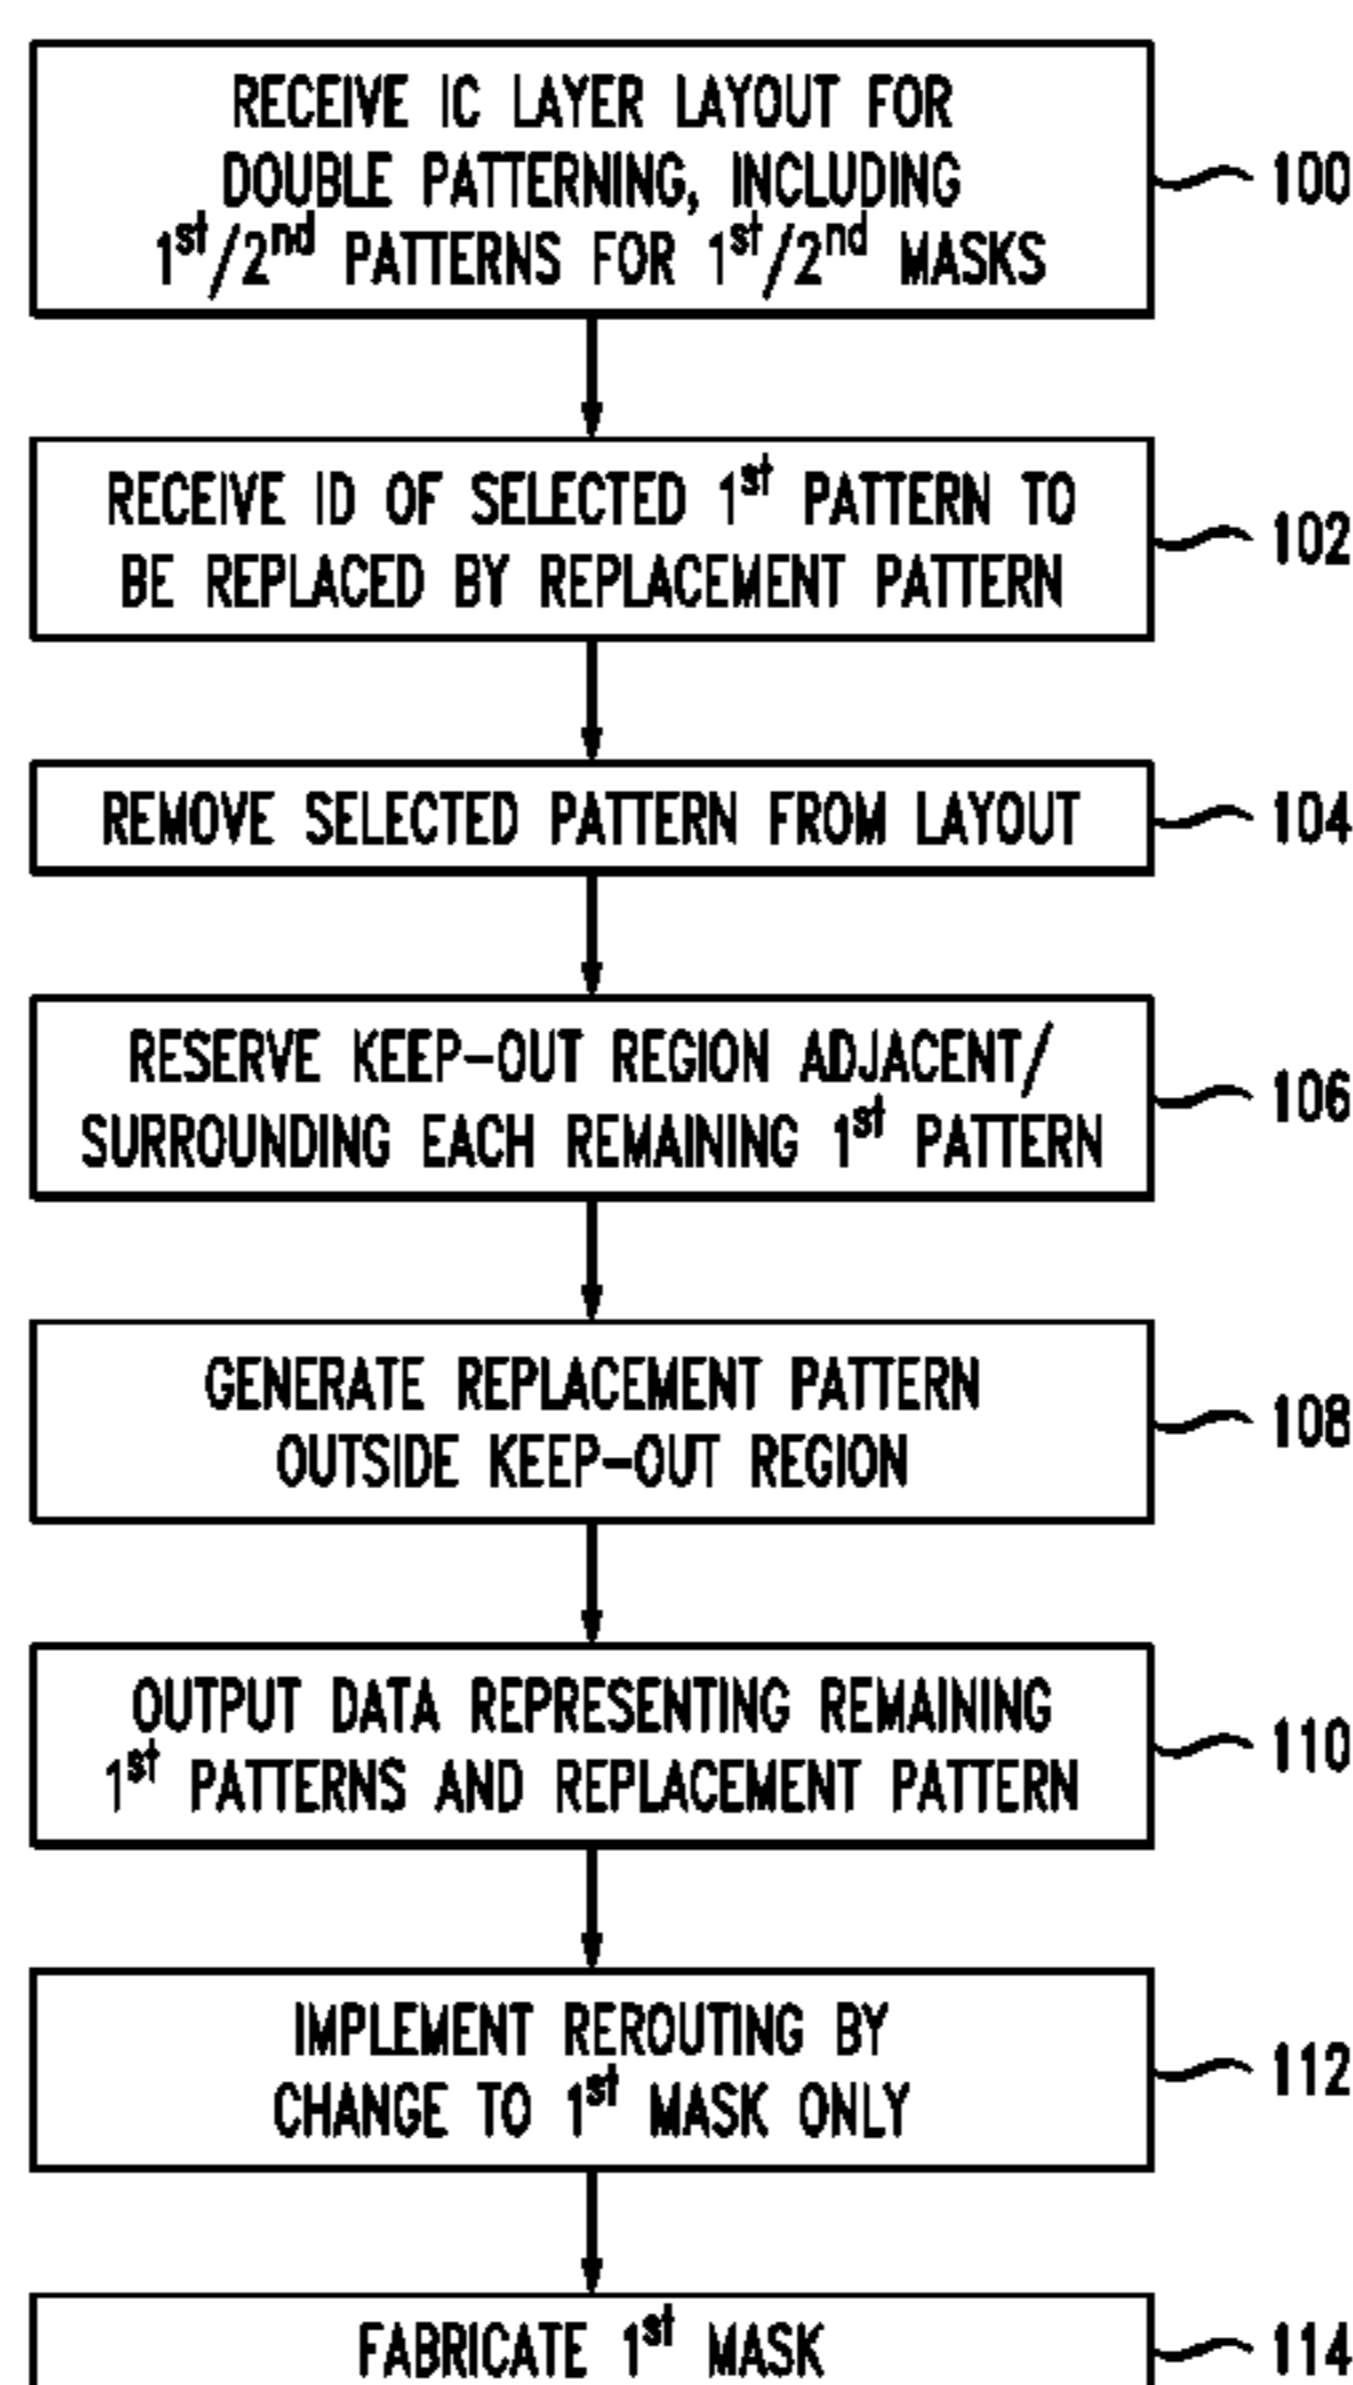 RECEIVE IC LAYER LAYOUT FOR
DOUBLE PATTERNING, INCLUDING
1st/2nd PATTERNS FOR 1st/2nd MASKS
100
RECEIVE ID OF SELECTED 1st PATTERN TO
BE REPLACED BY REPLACEMENT PATTERN
102
REMOVE SELECTED PATTERN FROM LAYOUT
104
RESERVE KEEP-OUT REGION ADJACENT/
SURROUNDING EACH REMAINING 1st PATTERN
106
GENERATE REPLACEMENT PATTERN
OUTSIDE KEEP-OUT REGION
108
OUTPUT DATA REPRESENTING REMAINING
1st PATTERNS AND REPLACEMENT PATTERN
110
IMPLEMENT REROUTING BY
CHANGE TO 1st MASK ONLY
112
FABRICATE 1st MASK
114